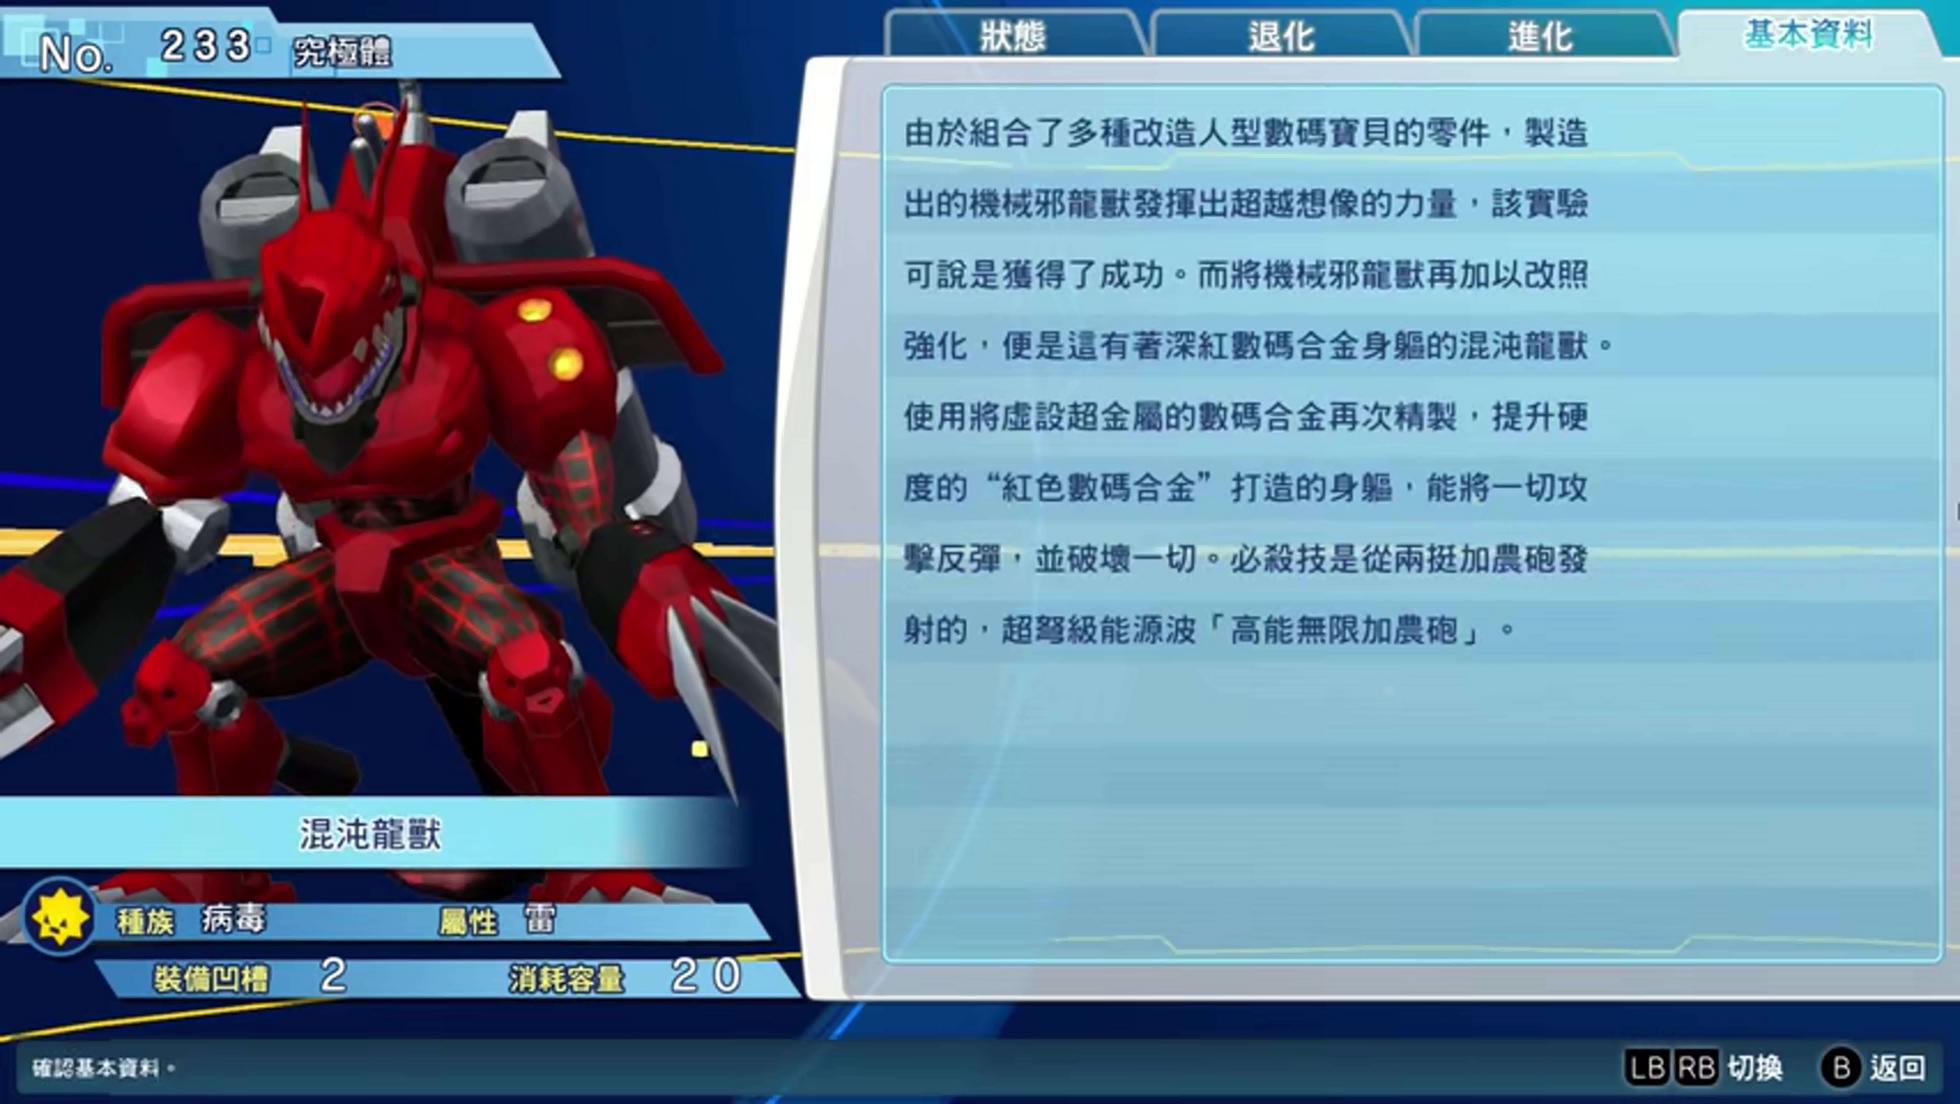 No. 233 究極體
狀態
退化
進化
基本資料
由於組合了多種改造人型數碼寶貝的零件，製造
出的機械邪龍獸發揮出超越想像的力量，該實驗
可說是獲得了成功。而將機械邪龍獸再加以改照
強化，便是這有著深紅數碼合金身軀的混沌龍獸。
使用將虛設超金屬的數碼合金再次精製，提升硬
度的“紅色數碼合金”打造的身軀，能將一切攻
擊反彈，並破壞一切。必殺技是從兩挺加農砲發
射的，超弩級能源波「高能無限加農砲」。
混沌龍獸
種族 病毒 屬性 雷
裝備凹槽 2 消耗容量 20
確認基本資料。
LB RB 切換 B 返回